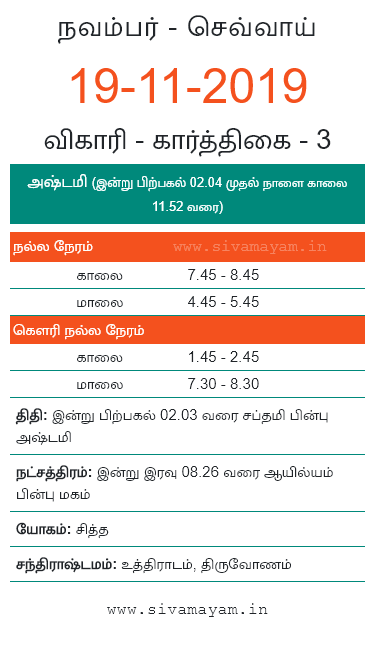 நவம்பர் - செவ்வாய்
19-11-2019
விகாரி - கார்த்திகை - 3
அஷ்டமி (இன்று பிற்பகல் 02.04 முதல் நாளை காலை
11.52 வரை)
நல்ல நேரம் www.sivamayam.in
காலை 7.45 - 8.45
மாலை 4.45 - 5.45
கௌரி நல்ல நேரம்
காலை 1.45 - 2.45
மாலை 7.30 - 8.30
திதி: இன்று பிற்பகல் 02.03 வரை சப்தமி பின்பு
அஷ்டமி
நட்சத்திரம்: இன்று இரவு 08.26 வரை ஆயில்யம்
பின்பு மகம்
யோகம்: சித்த
சந்திராஷ்டமம்: உத்திராடம், திருவோணம்
www.sivamayam.in